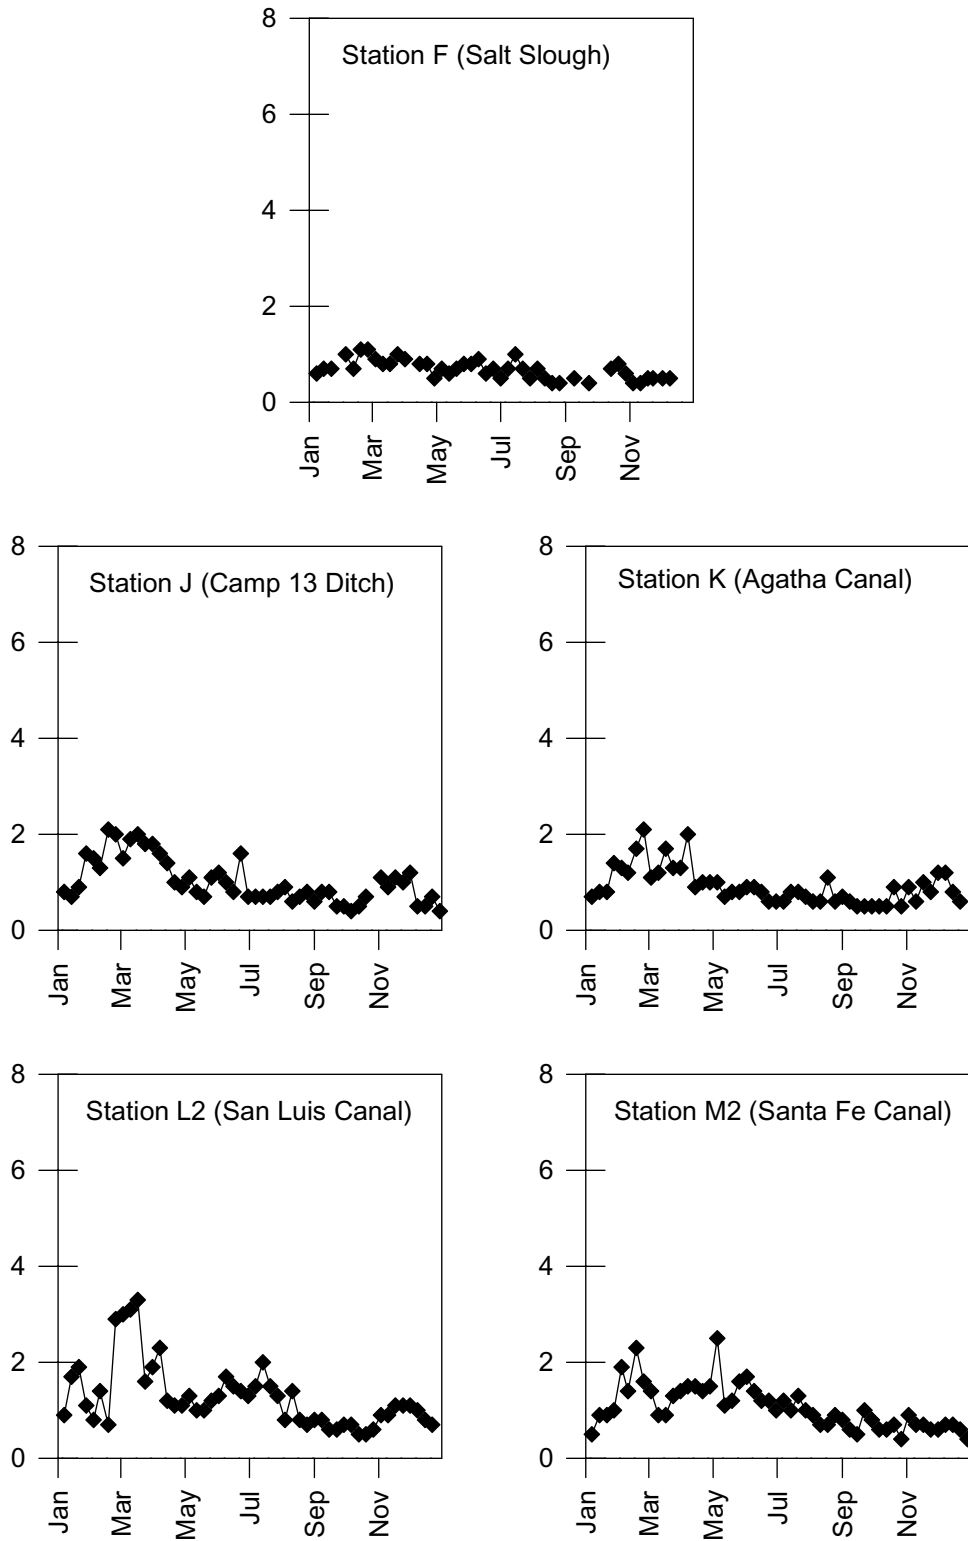 8
Station F (Salt Slough)
6
4
2
0
Jan Mar May Jul Sep Nov
8 8
Station J (Camp 13 Ditch) Station K (Agatha Canal)
6 6
4 4
2 2
0 0
Jan Mar May Jul Sep Nov Jan Mar May Jul Sep Nov
8 8
Station L2 (San Luis Canal) Station M2 (Santa Fe Canal)
6 6
4 4
2 2
0 0
Jan Mar May Jul Sep Nov Jan Mar May Jul Sep Nov